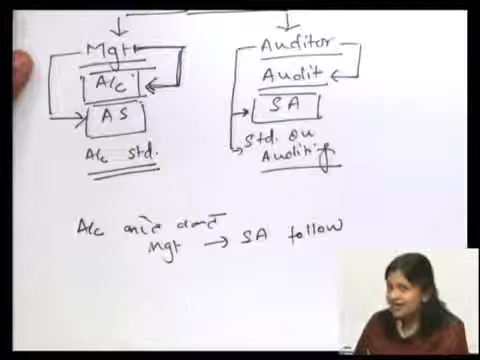 Mgt Auditor
A/c Audit
AS SA
A/c std. Std. on
Auditing
A/c
Mgt → SA follow